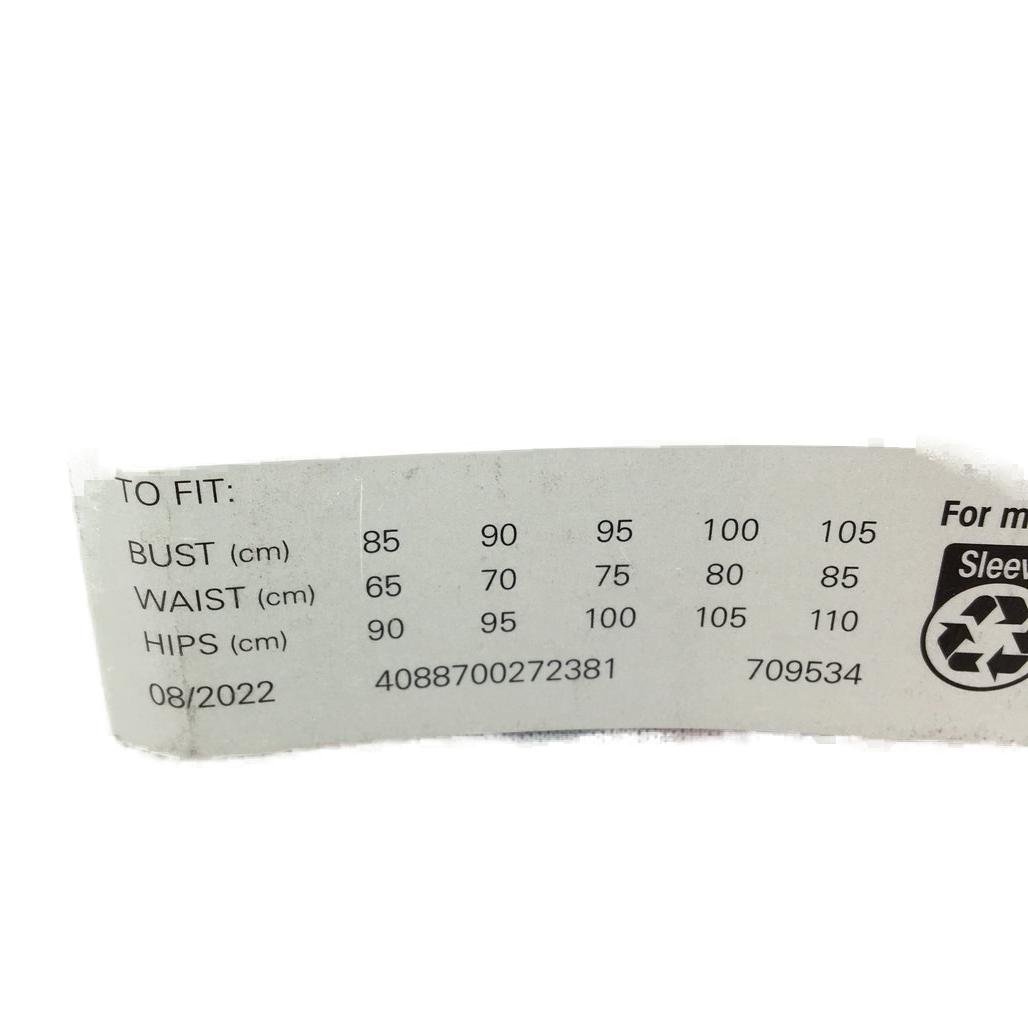 TO FIT:
BUST (cm) 85 90 95 100 105
WAIST (cm) 65 70 75 80 85
HIPS (cm) 90 95 100 105 110
08/2022 4088700272381 709534
For